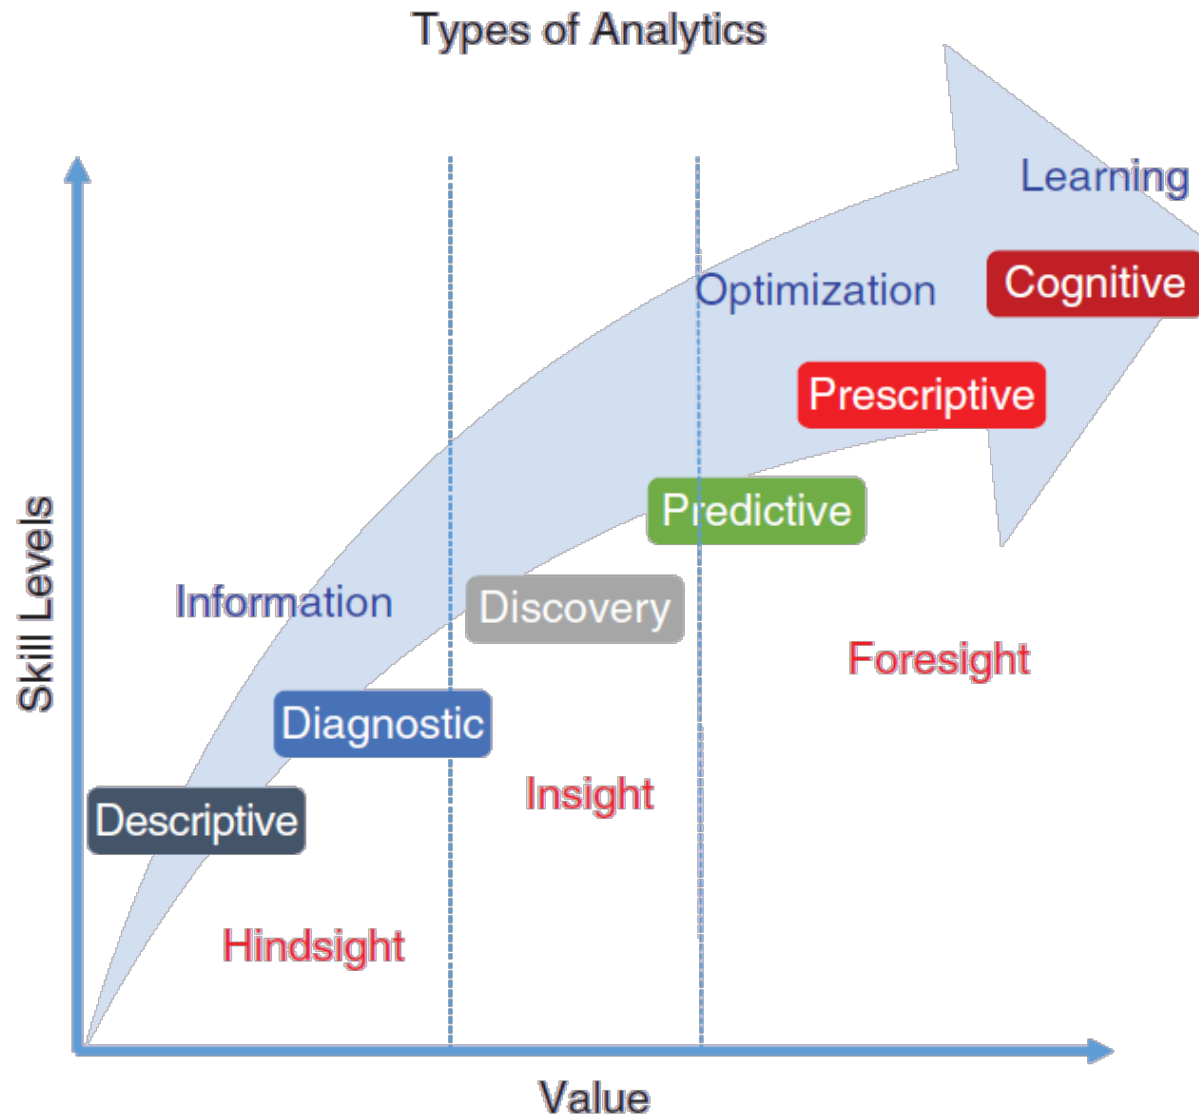 Types of Analytics
Learning
Cognitive
Optimization
Prescriptive
Predictive
Information
Discovery
Foresight
Skill Levels
Diagnostic
Insight
Descriptive
Hindsight
Value